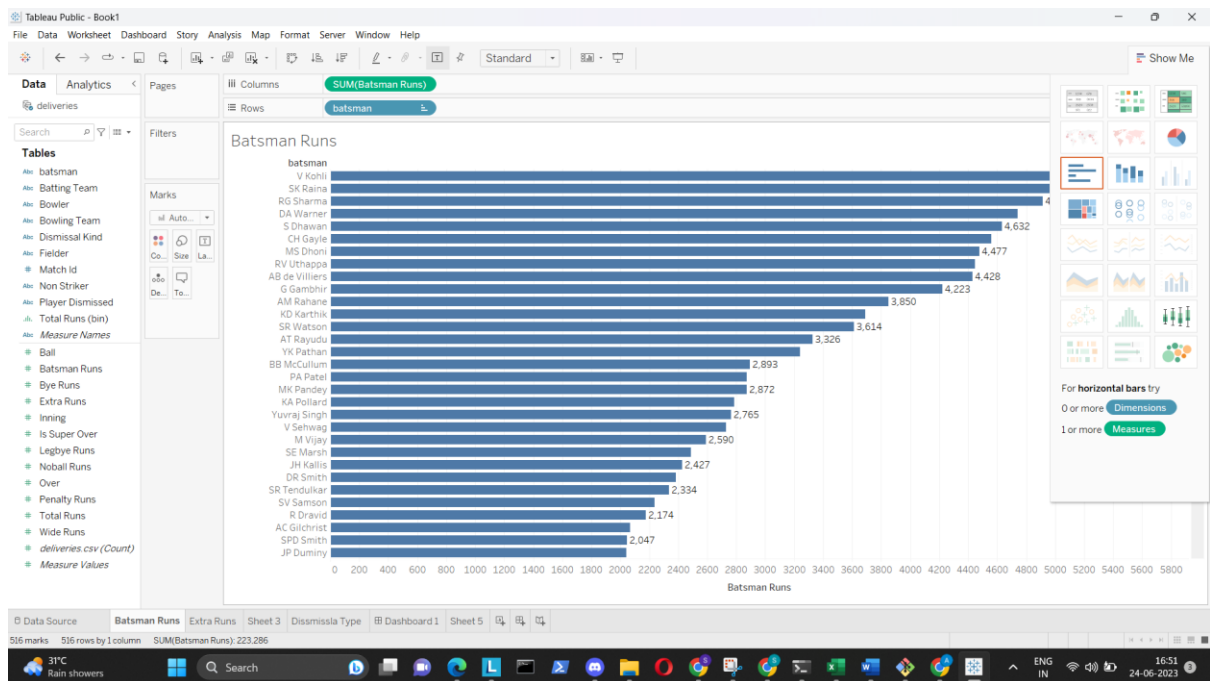 Tableau Public - Book1
File Data Worksheet Dashboard Story Analysis Map Format Server Window Help
Standard
Show Me
Data Analytics
Pages
Columns
SUM(Batsman Runs)
deliveries
Rows
batsman
Search
Filters
Batsman Runs
Tables
batsman
Abc batsman
Abc Batting Team
Abc Bowler
Abc Bowling Team
Abc Dismissal Kind
Abc Fielder
# Match Id
Abc Non Striker
Abc Player Dismissed
Total Runs (bin)
Abc Measure Names
# Ball
# Batsman Runs
# Bye Runs
# Extra Runs
# Inning
# Is Super Over
# Legbye Runs
# Noball Runs
# Over
# Penalty Runs
# Total Runs
# Wide Runs
# deliveries.csv (Count)
# Measure Values
Marks
Auto...
Co... Size La...
De... To...
V Kohli
SK Raina
RG Sharma 4
DA Warner
S Dhawan 4,632
CH Gayle
MS Dhoni 4,477
RV Uthappa
AB de Villiers 4,428
G Gambhir 4,223
AM Rahane 3,850
KD Karthik
SR Watson 3,614
AT Rayudu 3,326
YK Pathan
BB McCullum 2,893
PA Patel
MK Pandey 2,872
KA Pollard
Yuvraj Singh 2,765
V Sehwag
M Vijay 2,590
SE Marsh
JH Kallis 2,427
DR Smith
SR Tendulkar 2,334
SV Samson
R Dravid 2,174
AC Gilchrist
SPD Smith 2,047
JP Duminy
0 200 400 600 800 1000 1200 1400 1600 1800 2000 2200 2400 2600 2800 3000 3200 3400 3600 3800 4000 4200 4400 4600 4800 5000 5200 5400 5600 5800
Batsman Runs
For horizontal bars try
0 or more Dimensions
1 or more Measures
Data Source Batsman Runs Extra Runs Sheet 3 Dissmissla Type Dashboard 1 Sheet 5
516 marks 516 rows by 1 column SUM(Batsman Runs): 223,286
31°C
Rain showers
Search
ENG
IN
16:51
24-06-2023